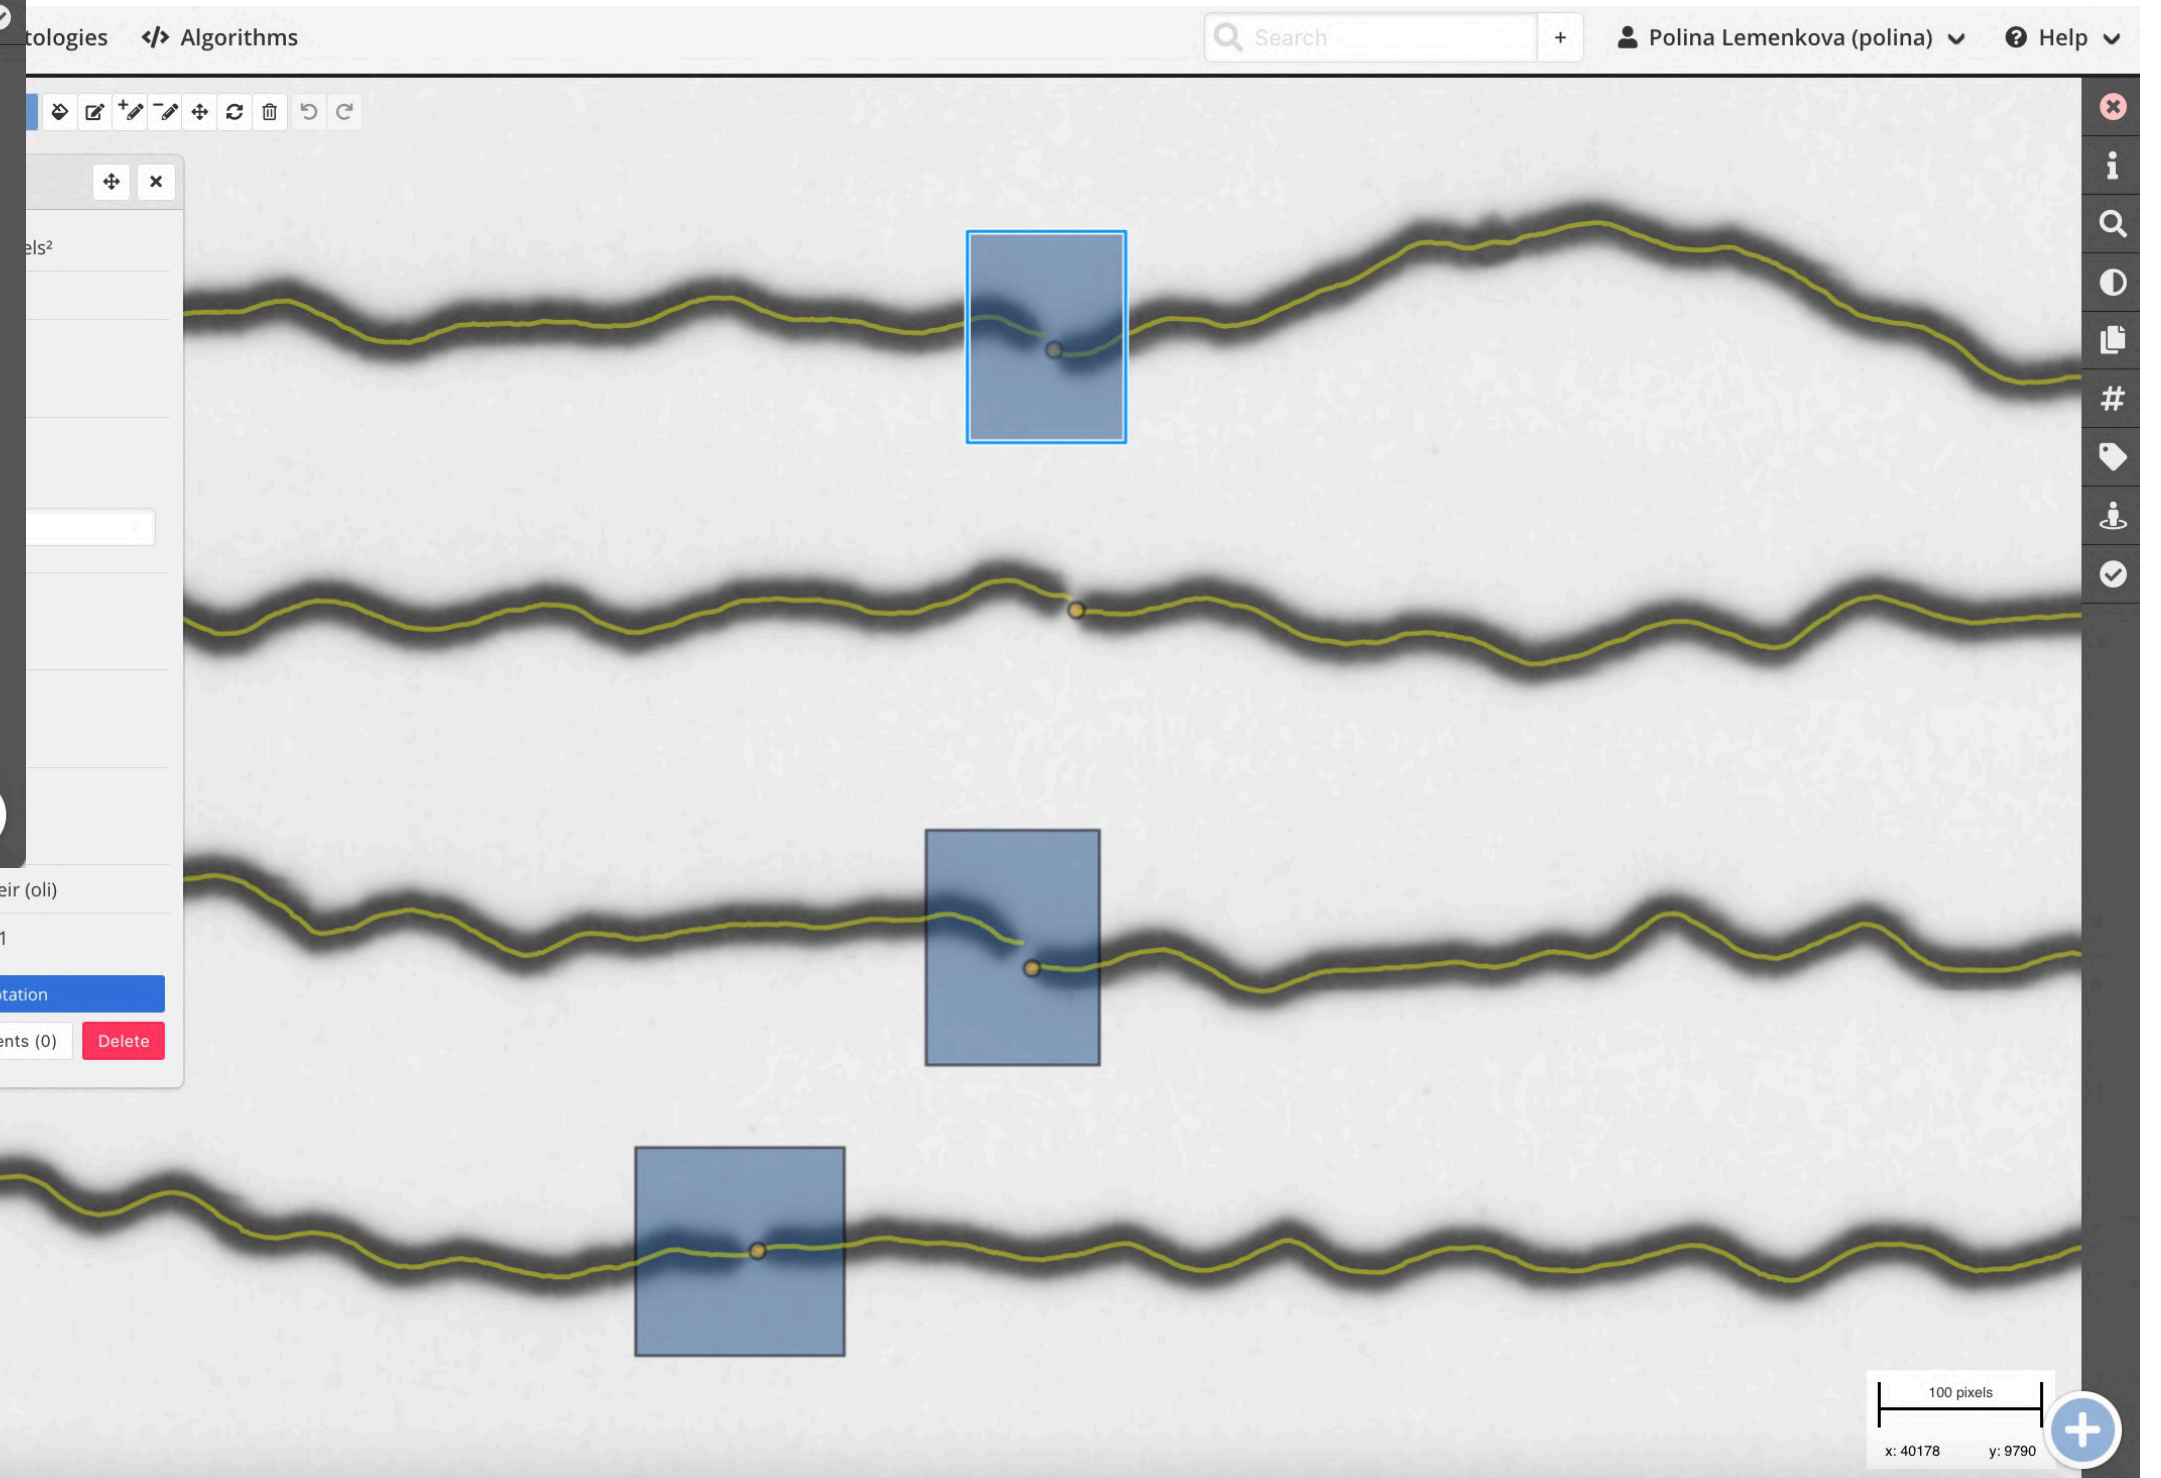 tologies Algorithms Search + Polina Lemenkova (polina) Help
els²
eir (oli)
1
otation
ents (0) Delete
100 pixels
x: 40178 y: 9790